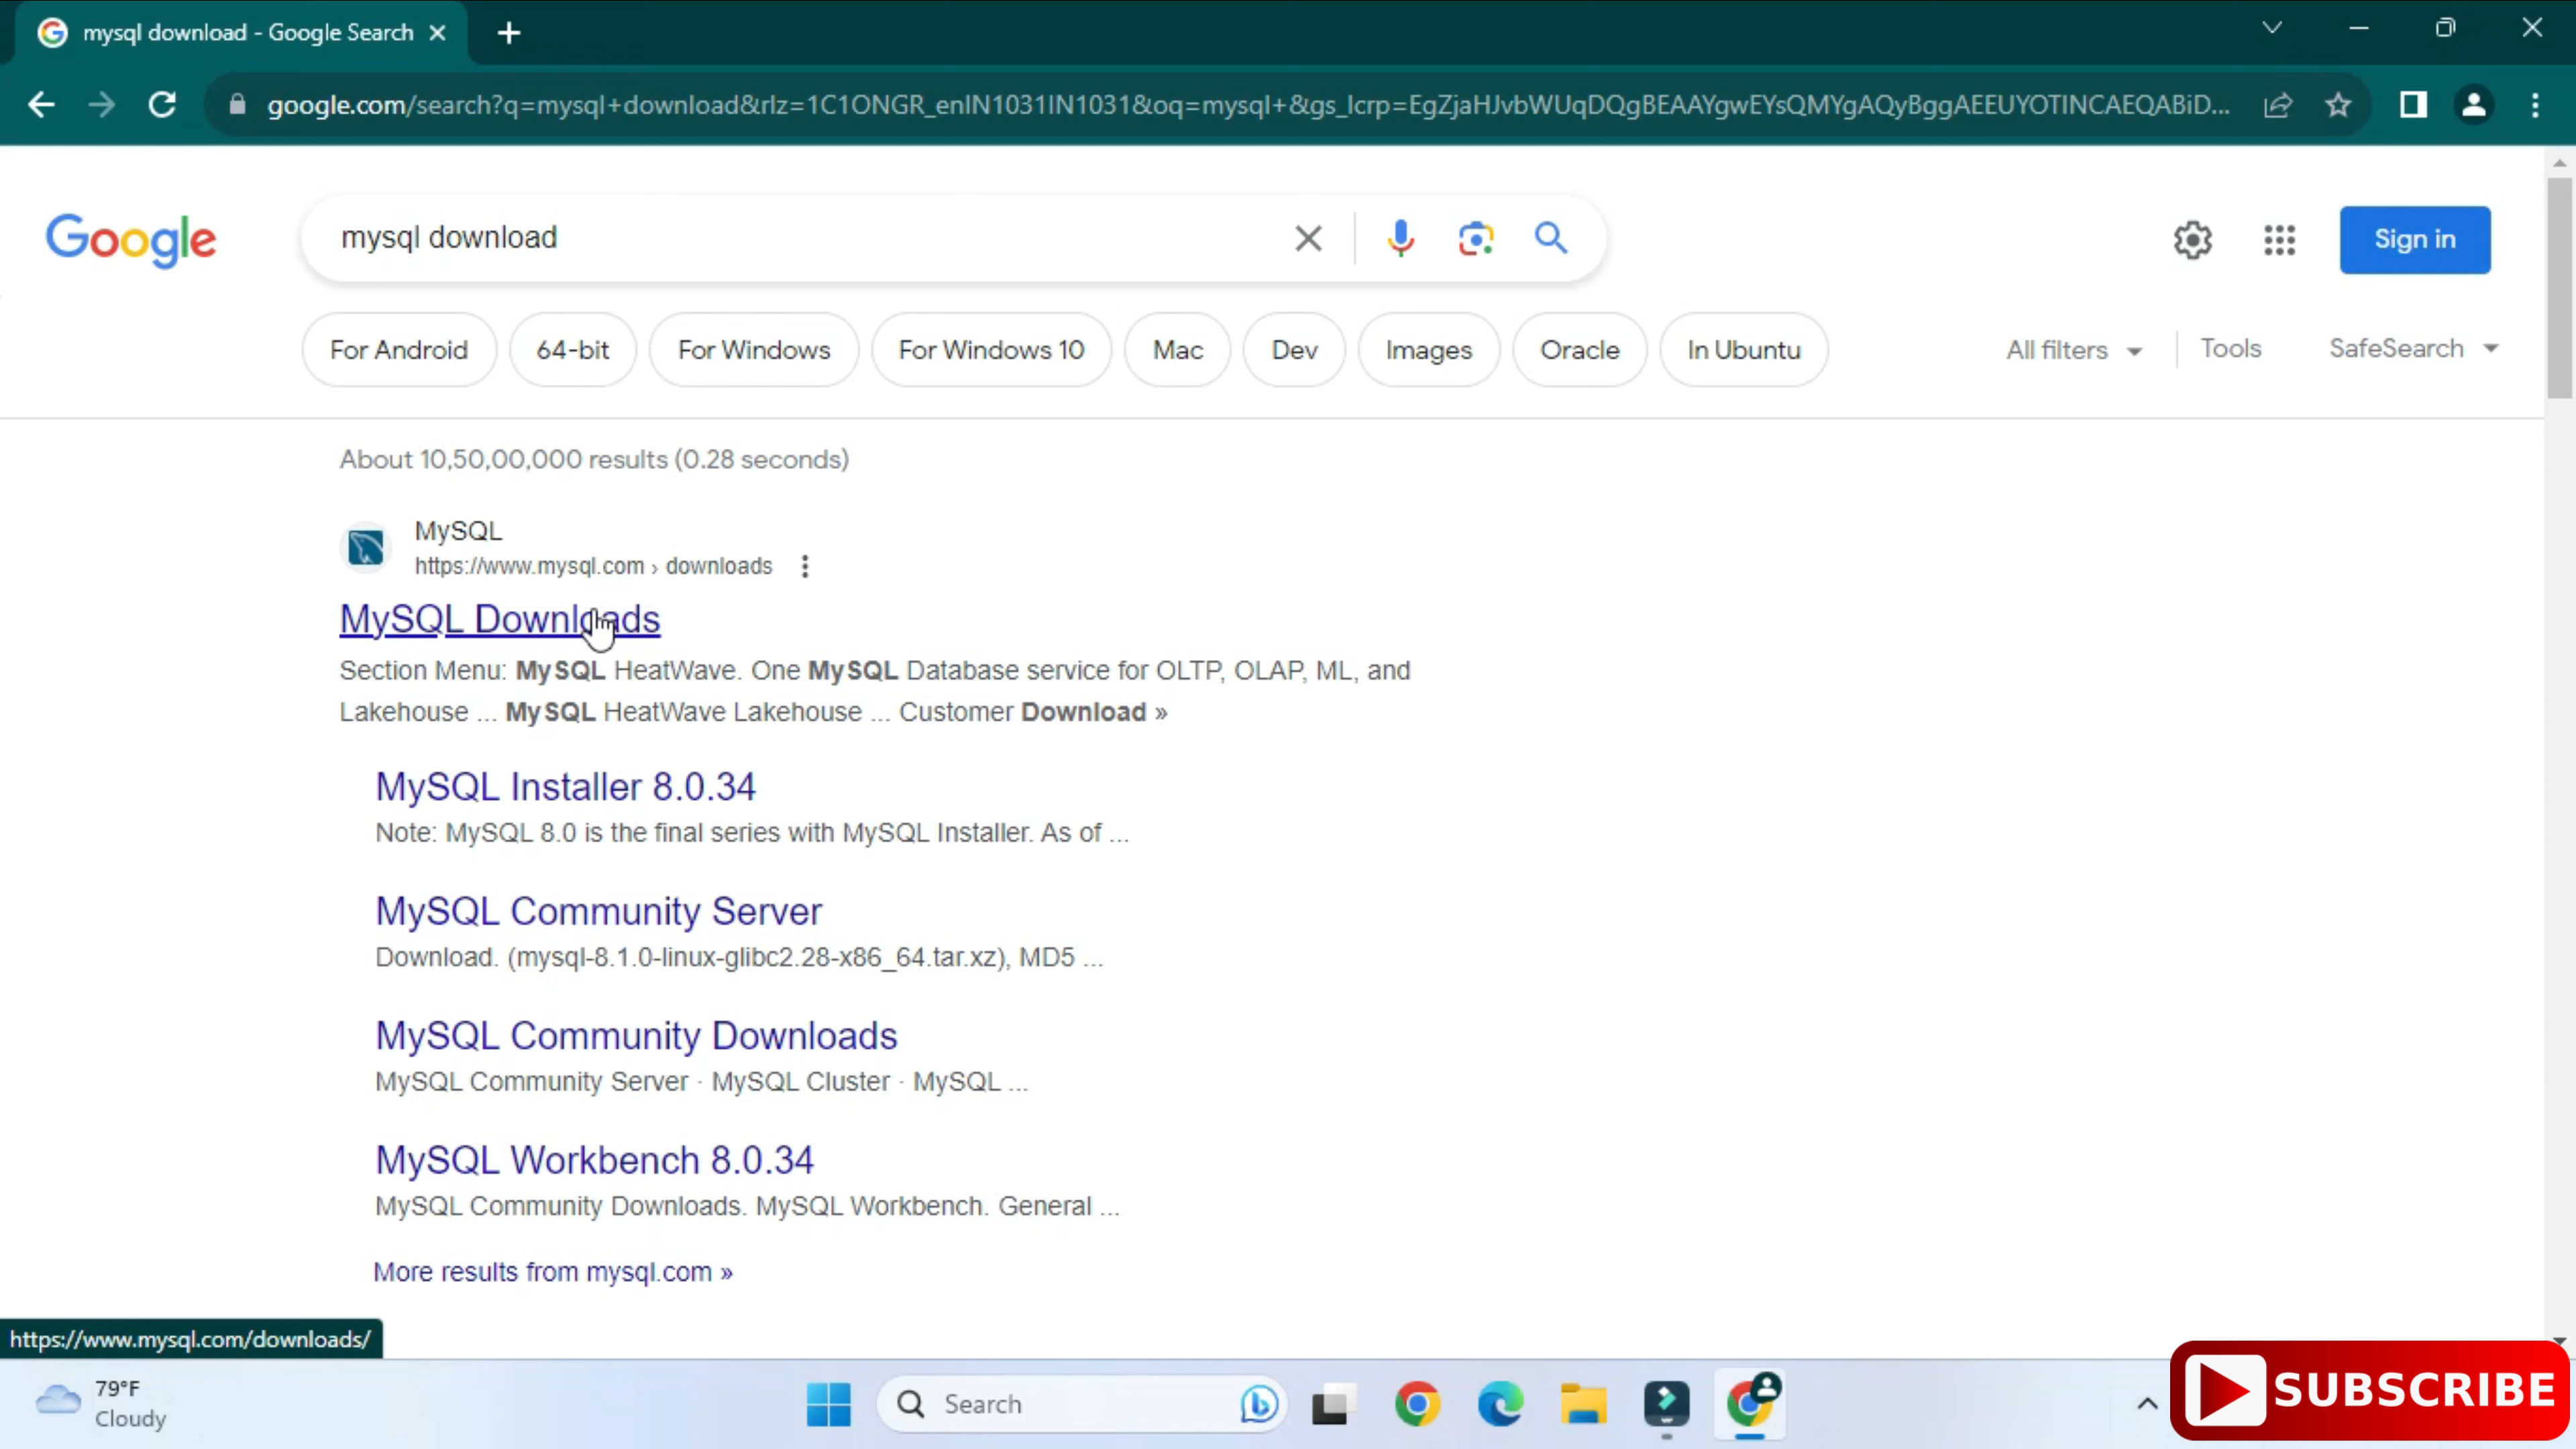 mysql download - Google Search
google.com/search?q=mysql+download&rlz=1C1ONGR_enIN1031IN1031&oq=mysql+&gs_lcrp=EgZjaHJvbWUqDQgBEAAYgwEYsQMYgAQyBggAEEUYOTINCAEQABiD...
Google
mysql download
Sign in
For Android
64-bit
For Windows
For Windows 10
Mac
Dev
Images
Oracle
In Ubuntu
All filters
Tools
SafeSearch
About 10,50,00,000 results (0.28 seconds)
MySQL
https://www.mysql.com › downloads
MySQL Downloads
Section Menu: MySQL HeatWave. One MySQL Database service for OLTP, OLAP, ML, and
Lakehouse ... MySQL HeatWave Lakehouse ... Customer Download »
MySQL Installer 8.0.34
Note: MySQL 8.0 is the final series with MySQL Installer. As of ...
MySQL Community Server
Download. (mysql-8.1.0-linux-glibc2.28-x86_64.tar.xz), MD5 ...
MySQL Community Downloads
MySQL Community Server · MySQL Cluster · MySQL ...
MySQL Workbench 8.0.34
MySQL Community Downloads. MySQL Workbench. General ...
More results from mysql.com »
https://www.mysql.com/downloads/
79°F
Cloudy
Search
SUBSCRIBE